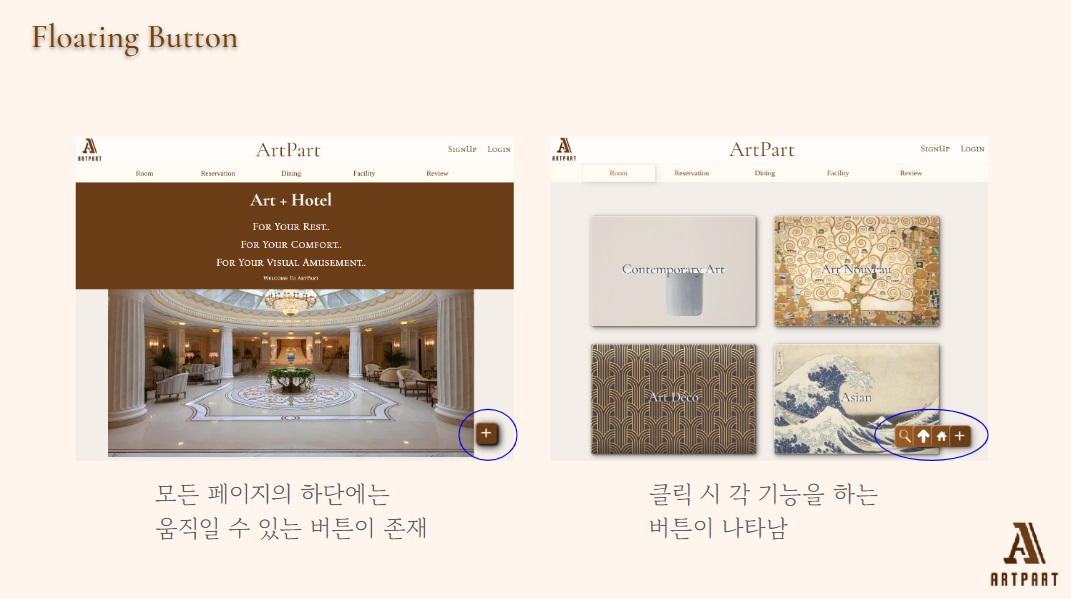 Floating Button
ARTPART
ArtPart
SignUp Login
Room Reservation Dining Facility Review
Art + Hotel
For Your Rest..
For Your Comfort..
For Your Visual Amusement..
Welcome To ArtPart
ARTPART
ArtPart
SignUp Login
Room Reservation Dining Facility Review
Contemporary Art
Art Nouveau
Art Deco
Asian
모든 페이지의 하단에는
움직일 수 있는 버튼이 존재
클릭 시 각 기능을 하는
버튼이 나타남
ARTPART